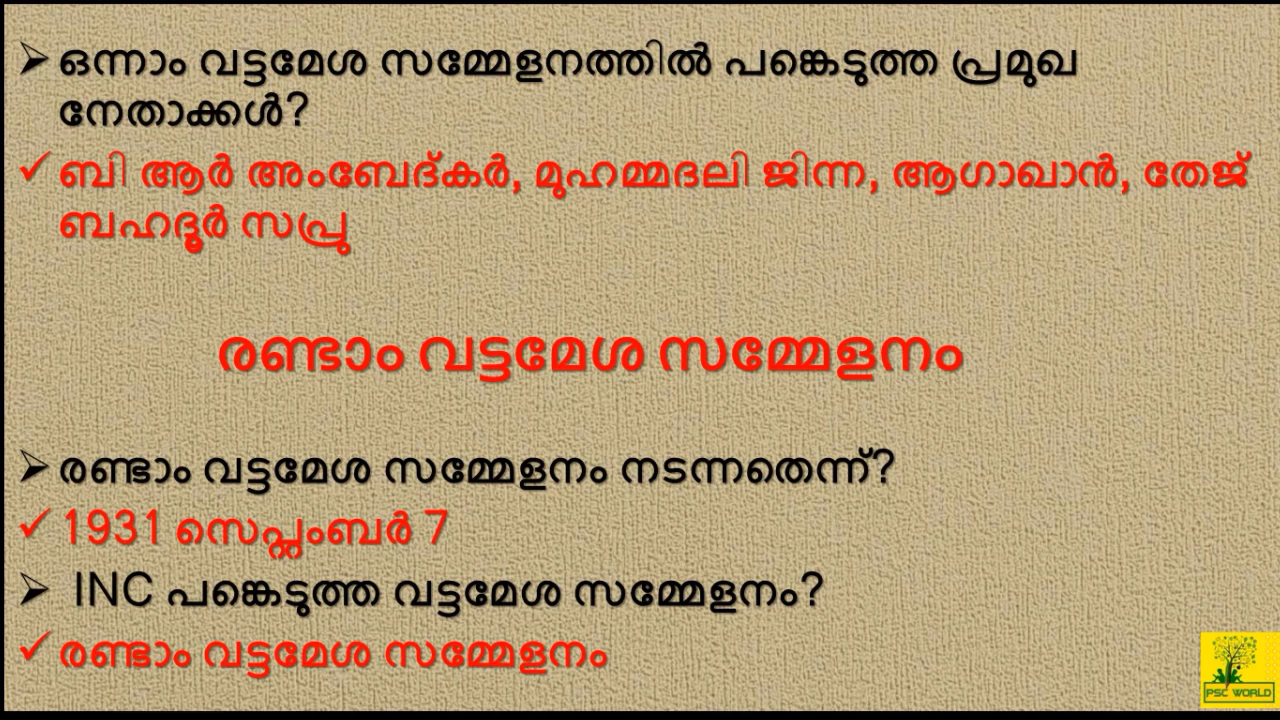 ➢ ഒന്നാം വട്ടമേശ സമ്മേളനത്തിൽ പങ്കെടുത്ത പ്രമുഖ
നേതാക്കൾ?
✓ ബി ആർ അംബേദ്കർ, മുഹമ്മദലി ജിന്ന, ആഗാഖാൻ, തേജ്
ബഹദൂർ സപ്രു
രണ്ടാം വട്ടമേശ സമ്മേളനം
➢ രണ്ടാം വട്ടമേശ സമ്മേളനം നടന്നതെന്ന്?
✓ 1931 സെപ്റ്റംബർ 7
➢ INC പങ്കെടുത്ത വട്ടമേശ സമ്മേളനം?
✓ രണ്ടാം വട്ടമേശ സമ്മേളനം
PSC WORLD